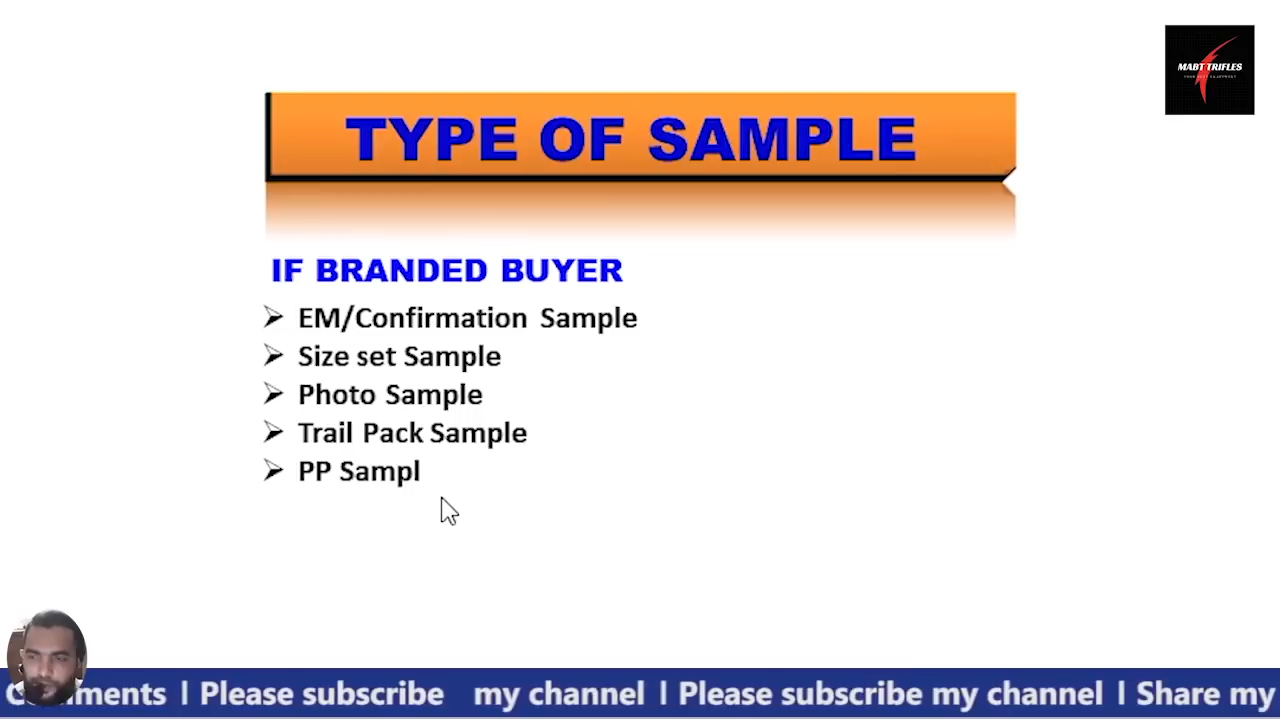 MABT TRIFLES
TYPE OF SAMPLE
IF BRANDED BUYER
EM/Confirmation Sample
Size set Sample
Photo Sample
Trail Pack Sample
PP Sampl
mments I Please subscribe my channel I Please subscribe my channel I Share my